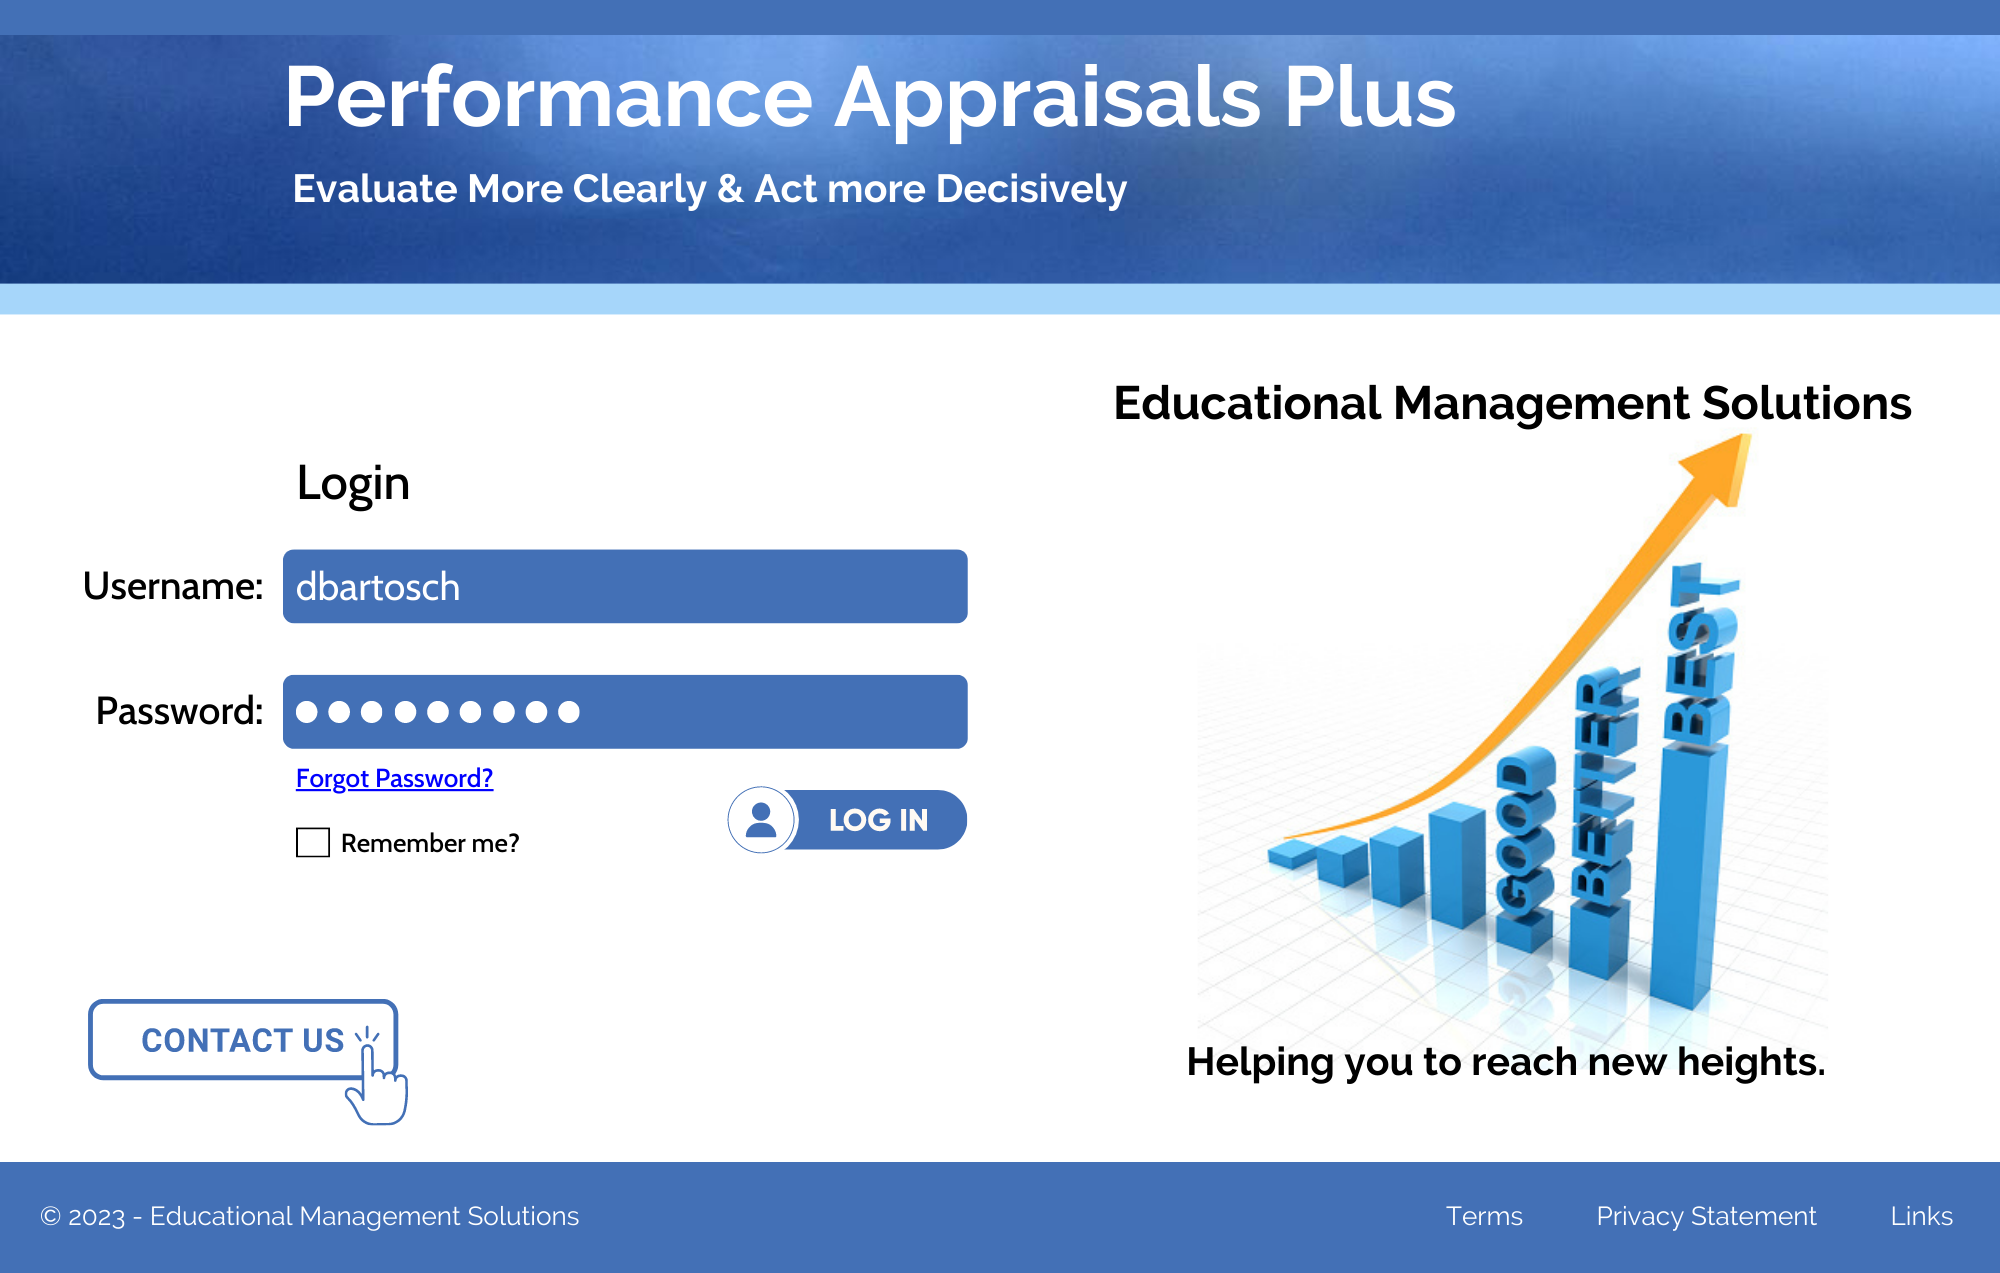 Performance Appraisals Plus
Evaluate More Clearly & Act more Decisively
Educational Management Solutions
Login
Username:
dbartosch
Password:
Forgot Password?
LOG IN
Remember me?
GOOD
BETTER
BEST
CONTACT US
Helping you to reach new heights.
© 2023 - Educational Management Solutions
Terms
Privacy Statement
Links